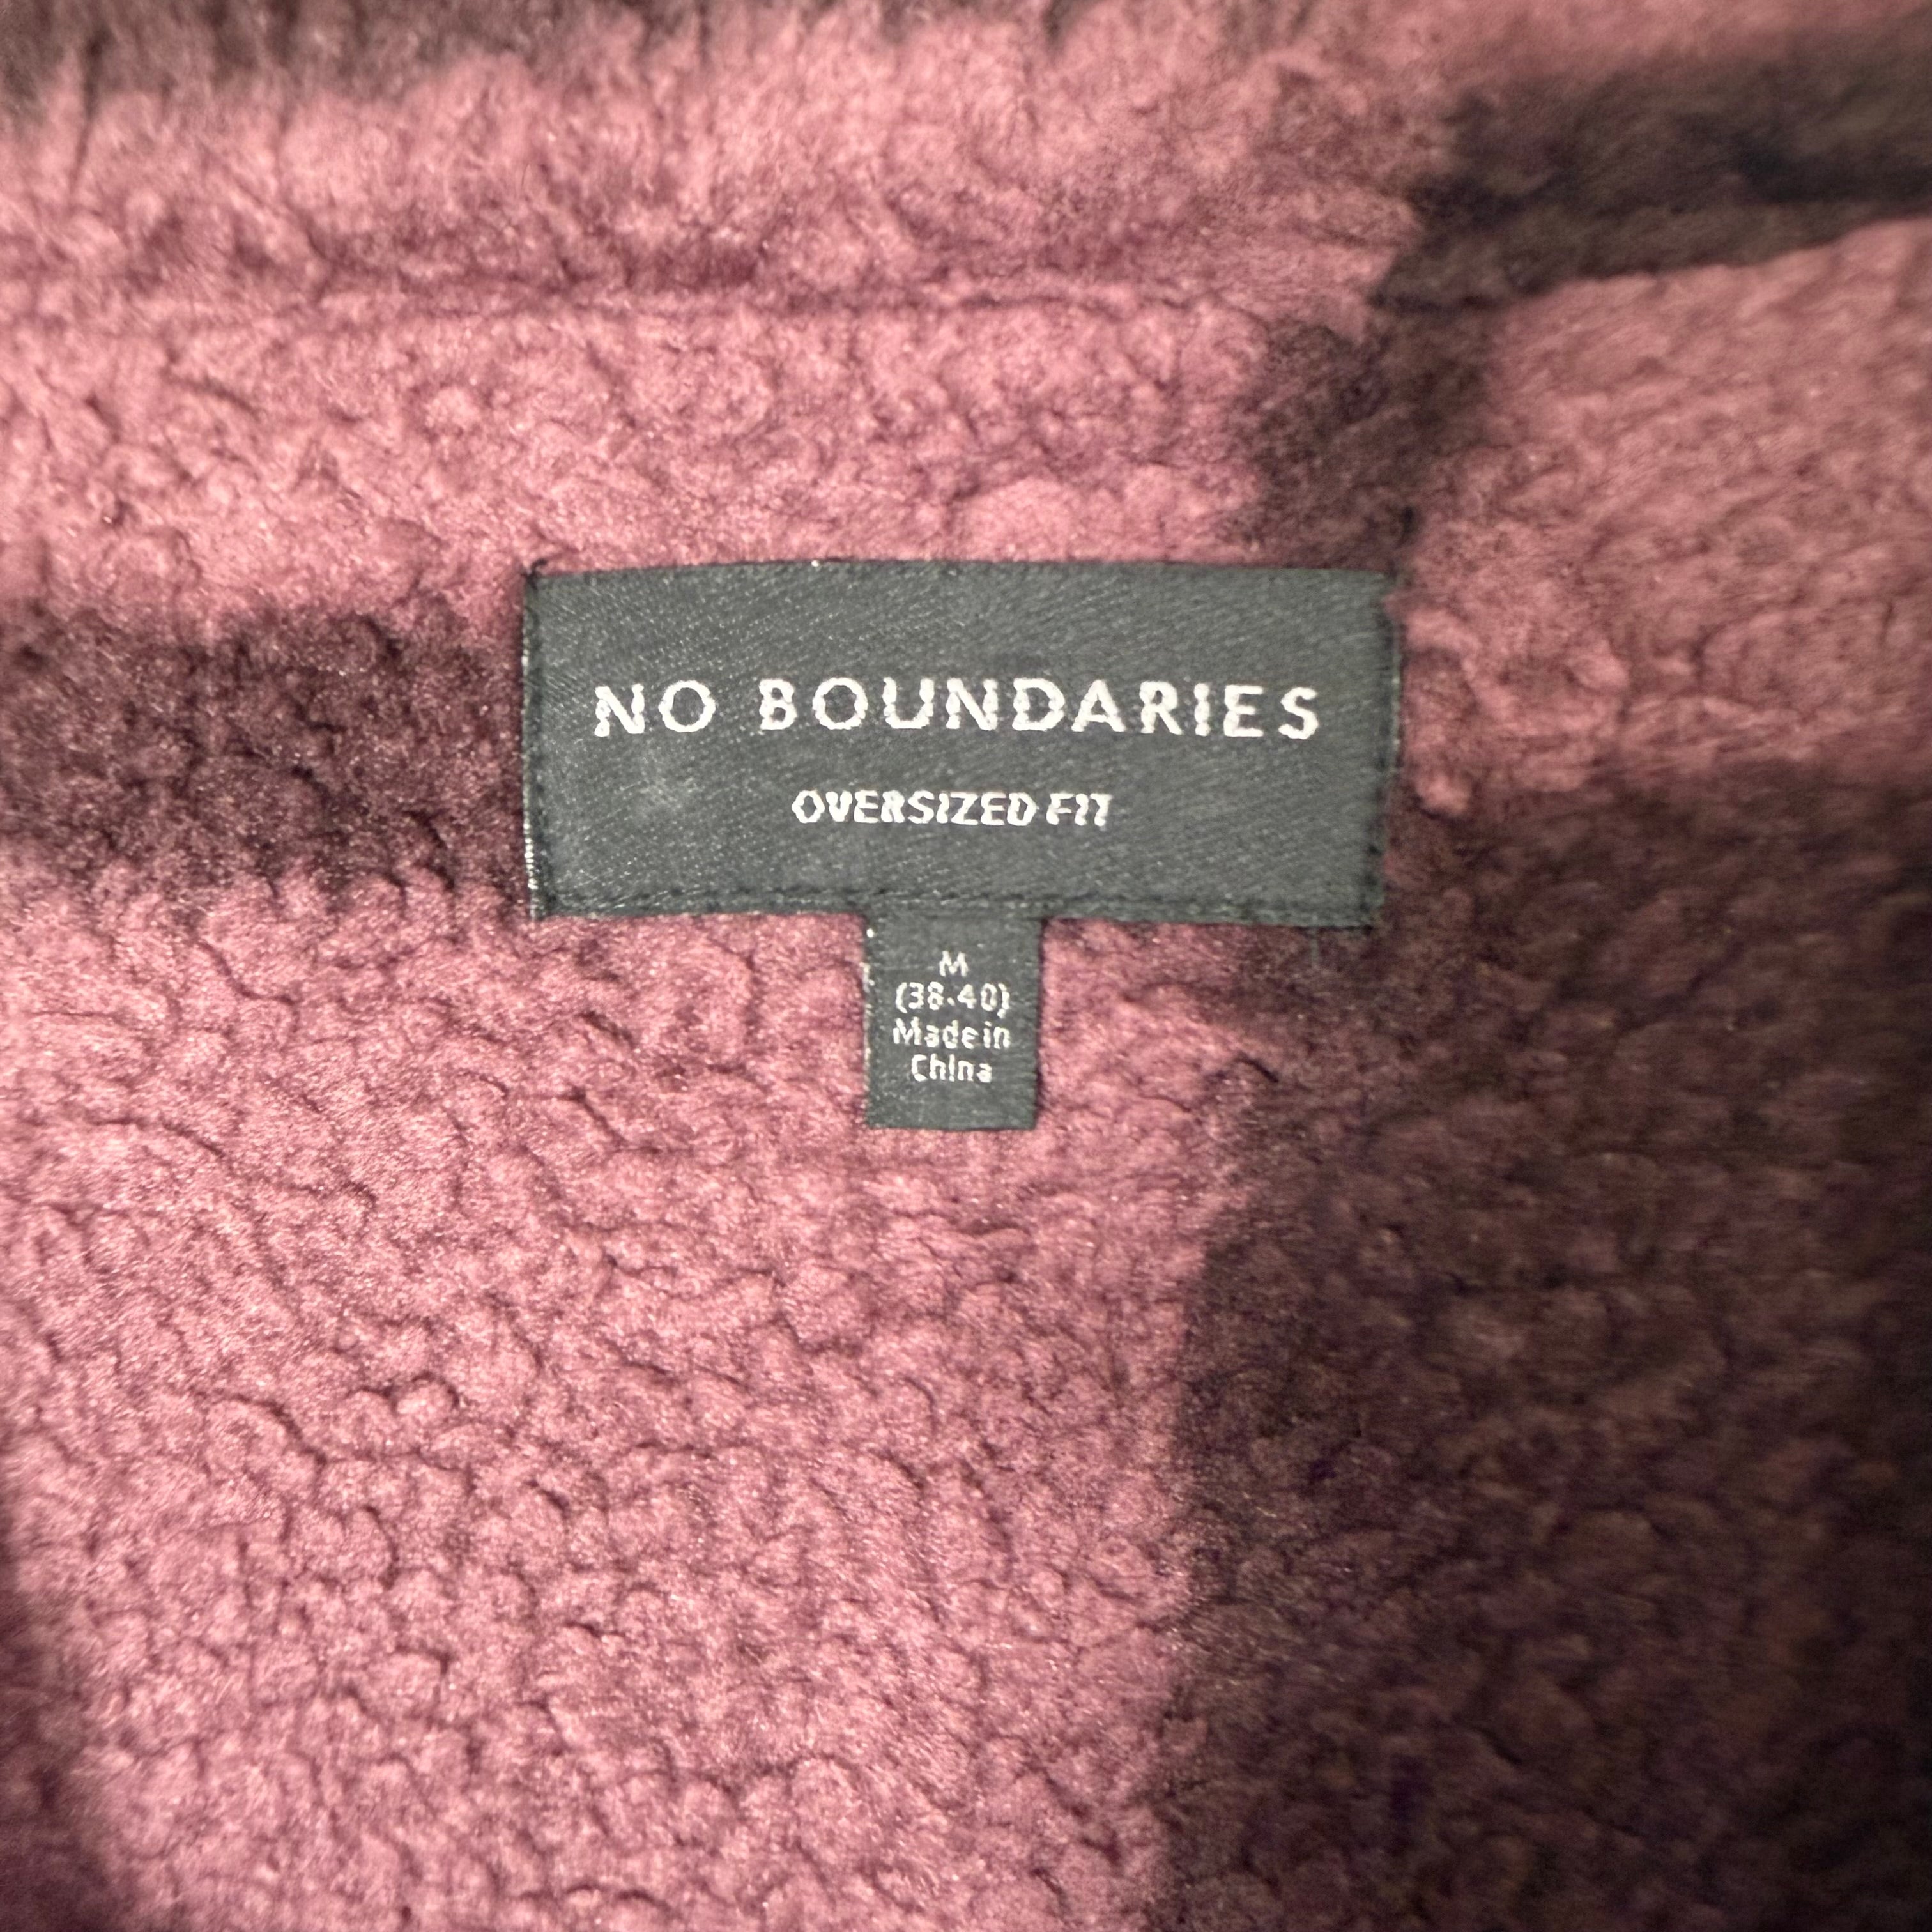 NO BOUNDARIES
OVERSIZED FIT
M
(38-40)
Made in
China